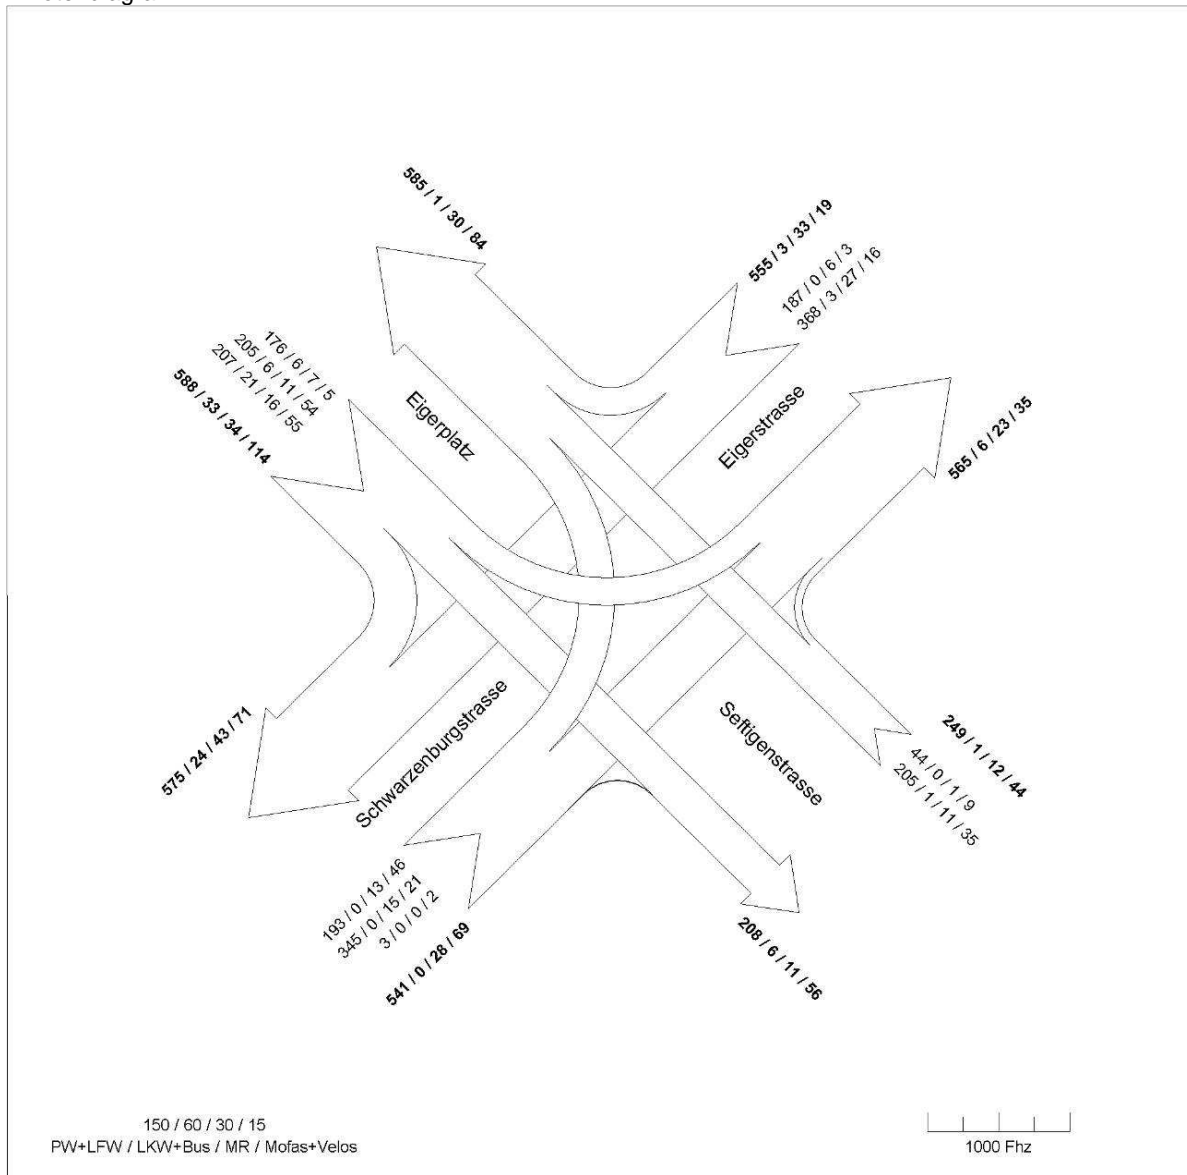 585 / 1 / 30 / 84
555 / 3 / 33 / 19
187 / 0 / 6 / 3
368 / 3 / 27 / 16
176 / 6 / 7 / 5
205 / 6 / 11 / 54
207 / 21 / 16 / 55
588 / 33 / 34 / 114
Eigerplatz
Eigerstrasse
565 / 6 / 23 / 35
575 / 24 / 43 / 71
Schwarzenburgstrasse
Seftigenstrasse
249 / 1 / 12 / 44
44 / 0 / 1 / 9
205 / 1 / 11 / 35
193 / 0 / 13 / 46
345 / 0 / 15 / 21
3 / 0 / 0 / 2
541 / 0 / 28 / 69
208 / 6 / 11 / 56
150 / 60 / 30 / 15
PW+LFW / LKW+Bus / MR / Mofas+Velos
1000 Fhz